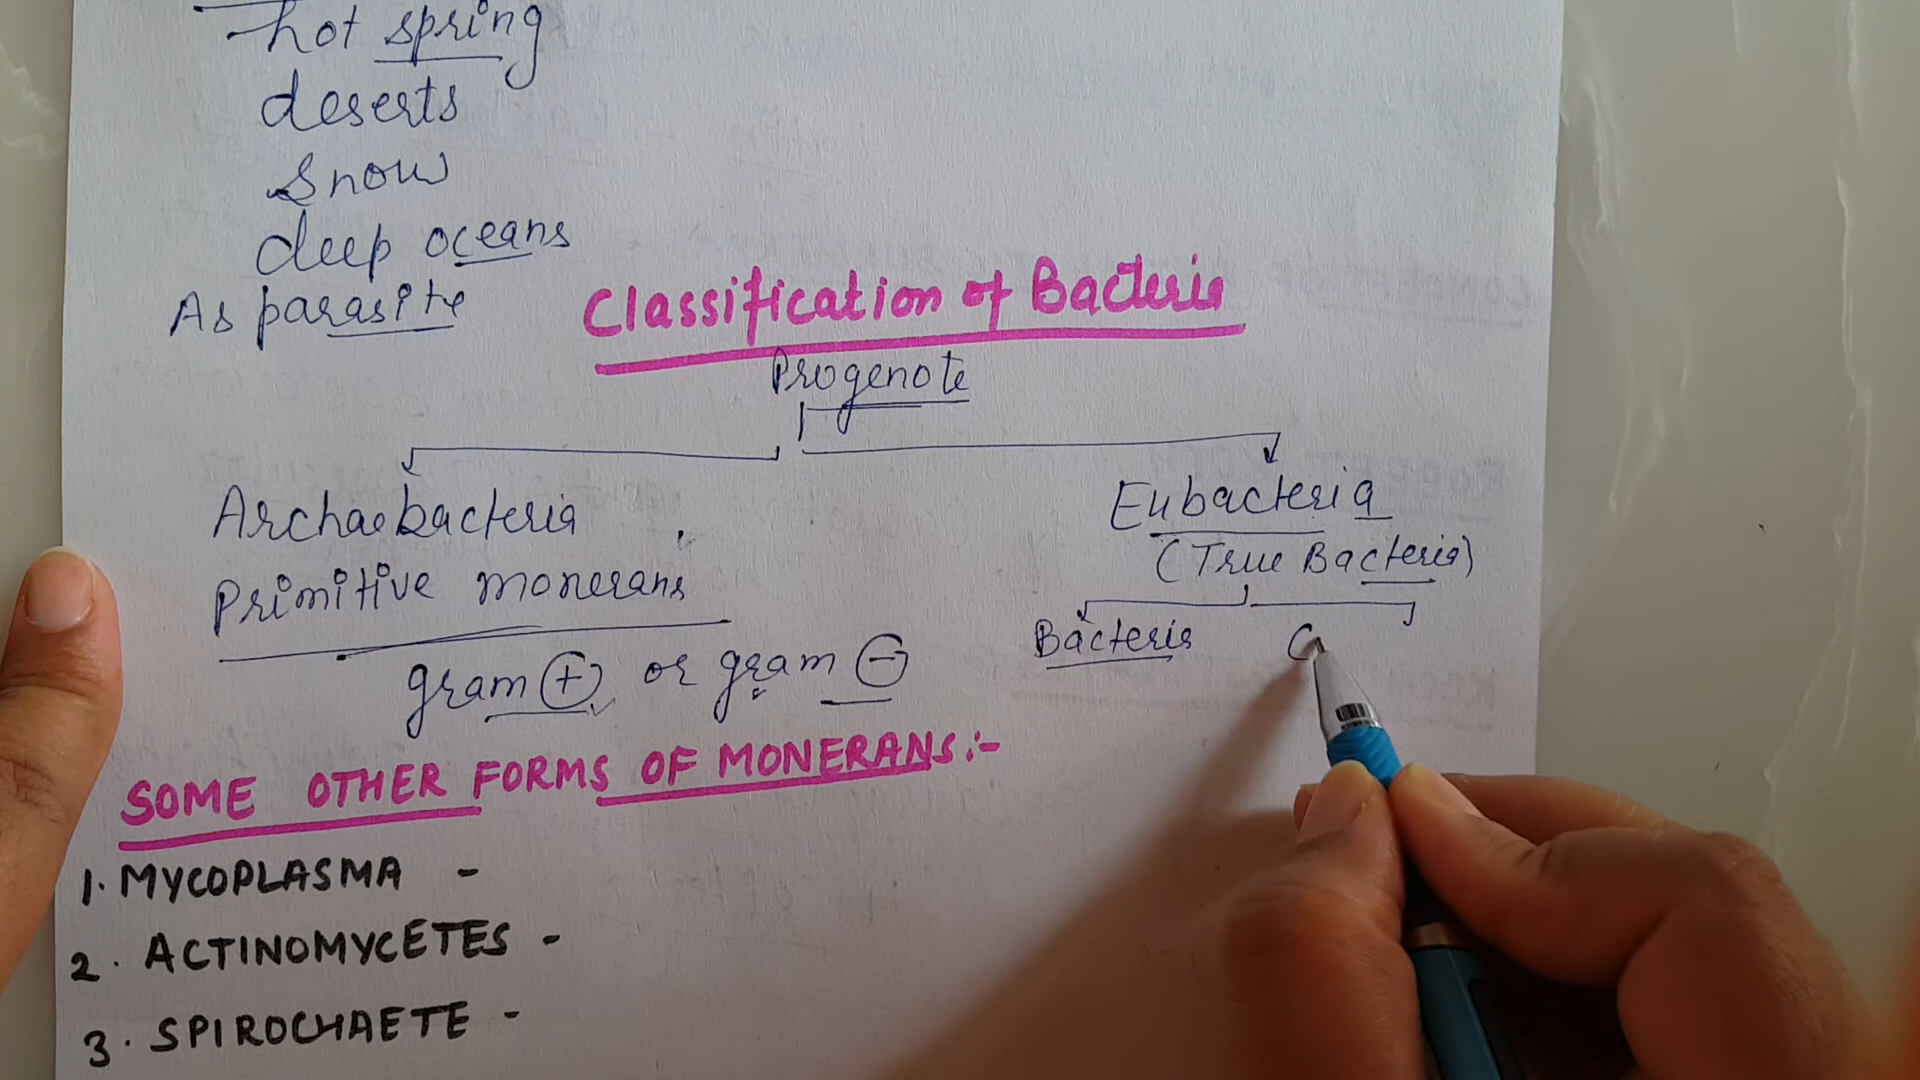 hot spring
deserts
Snow
deep oceans
As parasite
Classification of Bacteria
Progenote
Archaebacteria
Primitive monerans
gram (+) or gram (-)
Eubacteria
(True Bacteria)
Bacteria C
SOME OTHER FORMS OF MONERANS:-
1. MYCOPLASMA -
2. ACTINOMYCETES -
3. SPIROCHAETE -